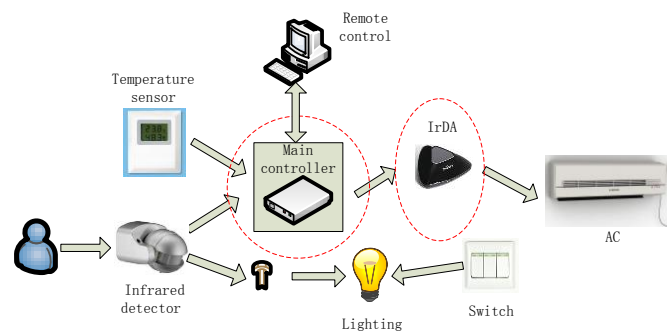 Remote
control
Temperature
sensor
IrDA
Main
controller
AC
Infrared
detector
Switch
Lighting